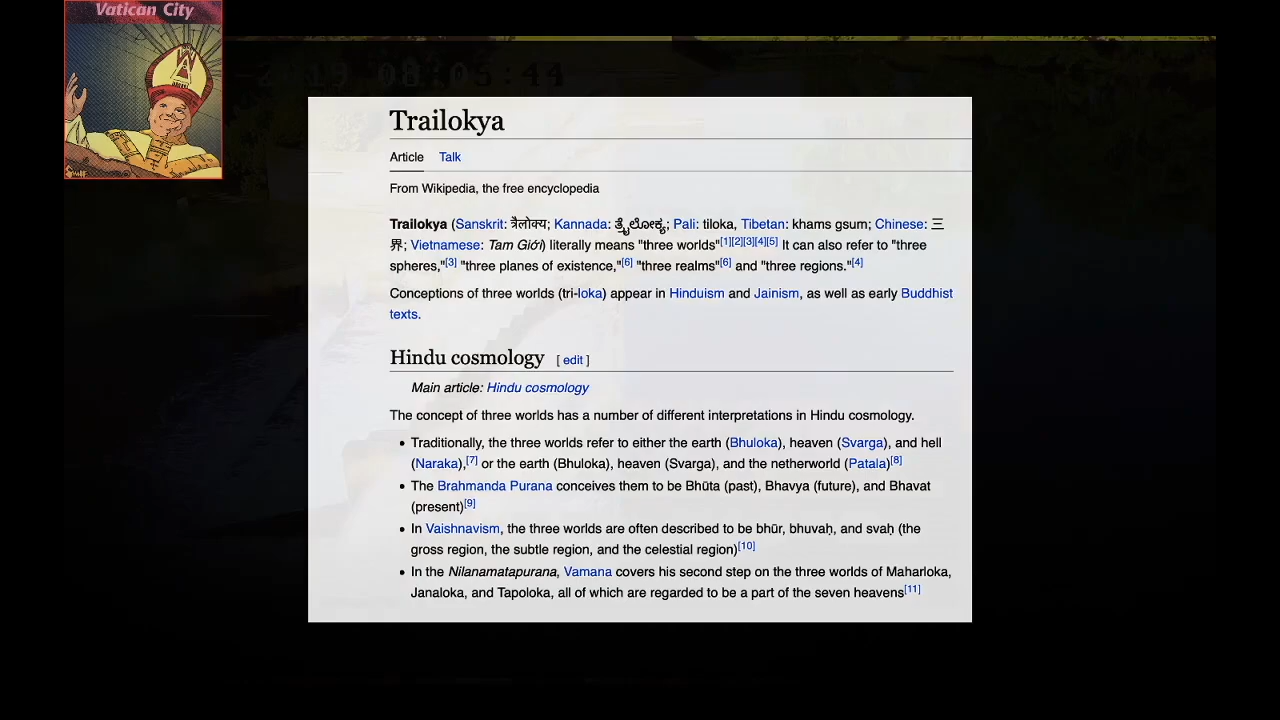 Vatican City
08:05:44
Trailokya
Article Talk
From Wikipedia, the free encyclopedia
Trailokya (Sanskrit: त्रैलोक्य; Kannada: ತ್ರೈಲೋಕ್ಯ; Pali: tiloka, Tibetan: khams gsum; Chinese: 三
界; Vietnamese: Tam Giới) literally means "three worlds"[1][2][3][4][5] It can also refer to "three
spheres,"[3] "three planes of existence,"[6] "three realms"[6] and "three regions."[4]
Conceptions of three worlds (tri-loka) appear in Hinduism and Jainism, as well as early Buddhist
texts.
Hindu cosmology [ edit ]
Main article: Hindu cosmology
The concept of three worlds has a number of different interpretations in Hindu cosmology.
• Traditionally, the three worlds refer to either the earth (Bhuloka), heaven (Svarga), and hell
(Naraka),[7] or the earth (Bhuloka), heaven (Svarga), and the netherworld (Patala)[8]
• The Brahmanda Purana conceives them to be Bhūta (past), Bhavya (future), and Bhavat
(present)[9]
• In Vaishnavism, the three worlds are often described to be bhūr, bhuvaḥ, and svaḥ (the
gross region, the subtle region, and the celestial region)[10]
• In the Nilanamatapurana, Vamana covers his second step on the three worlds of Maharloka,
Janaloka, and Tapoloka, all of which are regarded to be a part of the seven heavens[11]